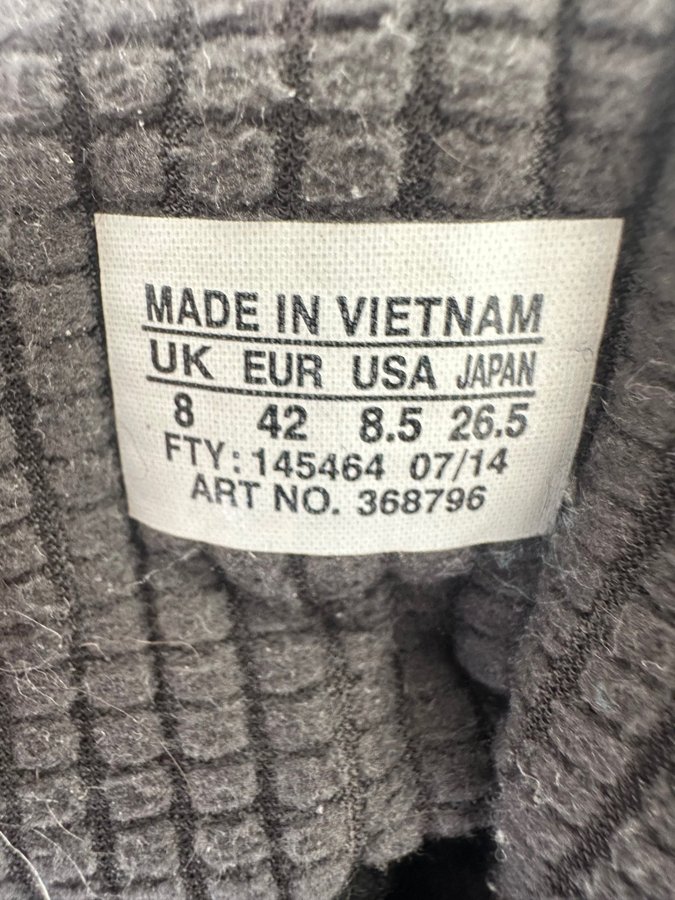 MADE IN VIETNAM
UK EUR USA JAPAN
8 42 8.5 26.5
FTY: 145464 07/14
ART NO. 368796